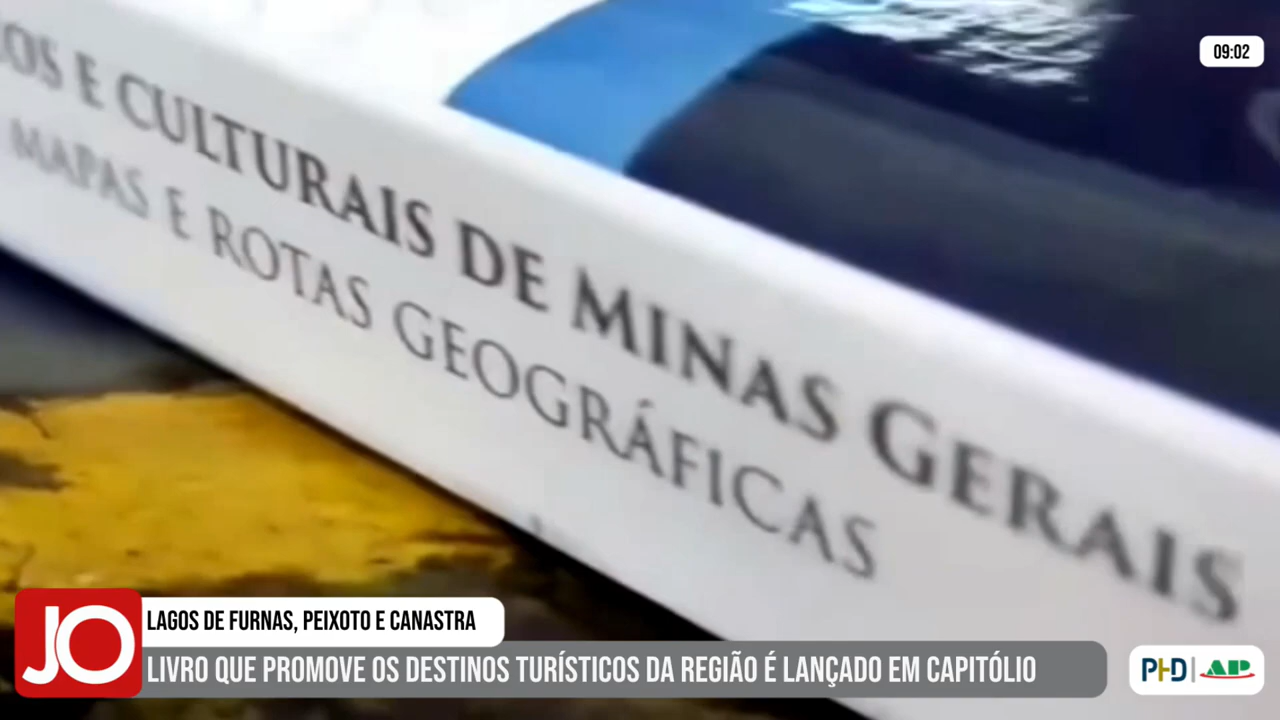 09:02
E CULTURAIS DE MINAS GERAIS
MAPAS E ROTAS GEOGRÁFICAS
JO
LAGOS DE FURNAS, PEIXOTO E CANASTRA
LIVRO QUE PROMOVE OS DESTINOS TURÍSTICOS DA REGIÃO É LANÇADO EM CAPITÓLIO
PHD | AP